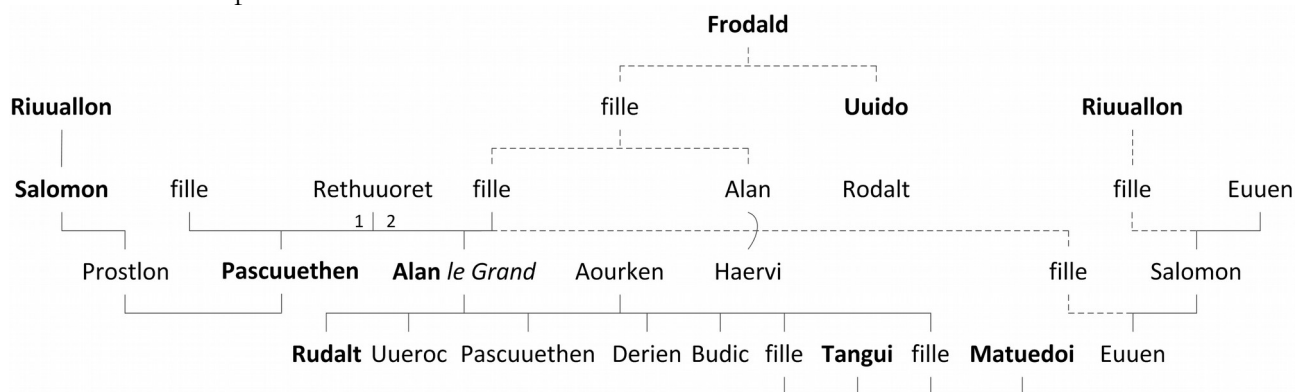 Frodald
Riuuallon fille Uuido Riuuallon
Salomon fille Rethuuoret fille Alan Rodalt fille Euuen
1 2
Prostlon Pascuuethen Alan le Grand Aourken Haervi fille Salomon
Rudalt Uueroc Pascuuethen Derien Budic fille Tangui fille Matuedoi Euuen